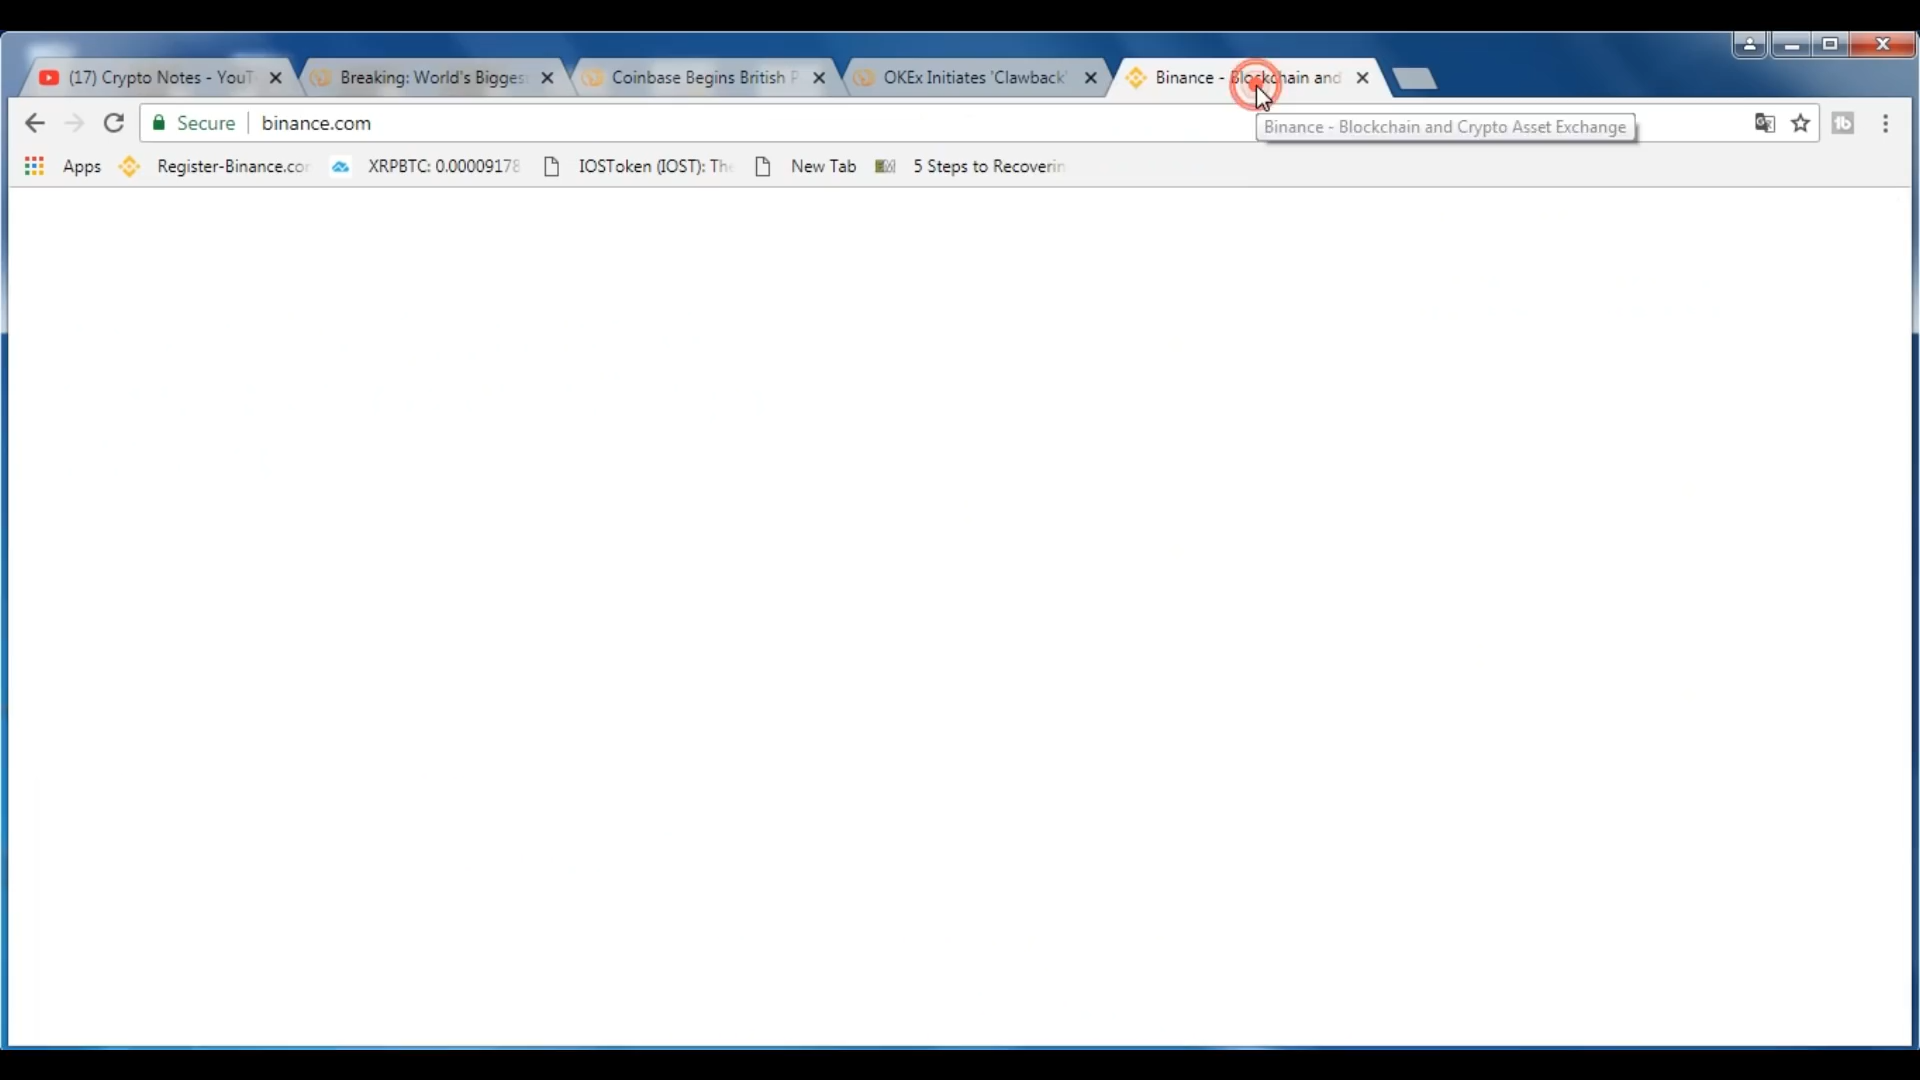 (17) Crypto Notes - YouT
Breaking: World's Bigges
Coinbase Begins British P
OKEx Initiates 'Clawback'
Binance - Blockchain and
Secure
binance.com
Binance - Blockchain and Crypto Asset Exchange
Apps
Register-Binance.cor
XRPBTC: 0.00009178
IOSToken (IOST): The
New Tab
5 Steps to Recoverin